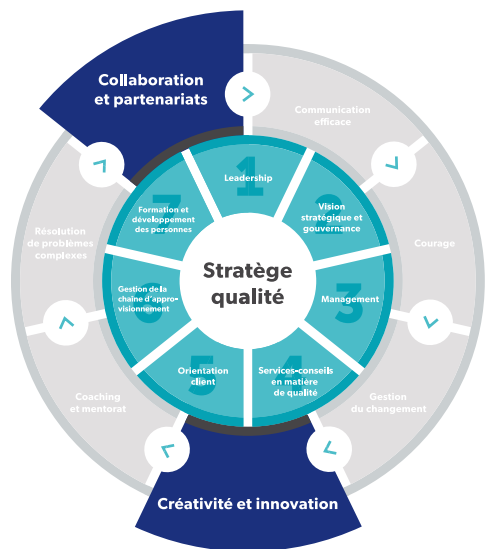 Collaboration
et partenariats
Communication
efficace
Courage
Gestion
du changement
Créativité et innovation
Coaching
et mentorat
Résolution
de problèmes
complexes
1
Leadership
2
Vision
stratégique et
gouvernance
3
Management
4
Services-conseils
en matière
de qualité
5
Orientation
client
6
Gestion de la
chaîne d'appro-
visionnement
7
Formation et
développement
des personnes
Stratège
qualité